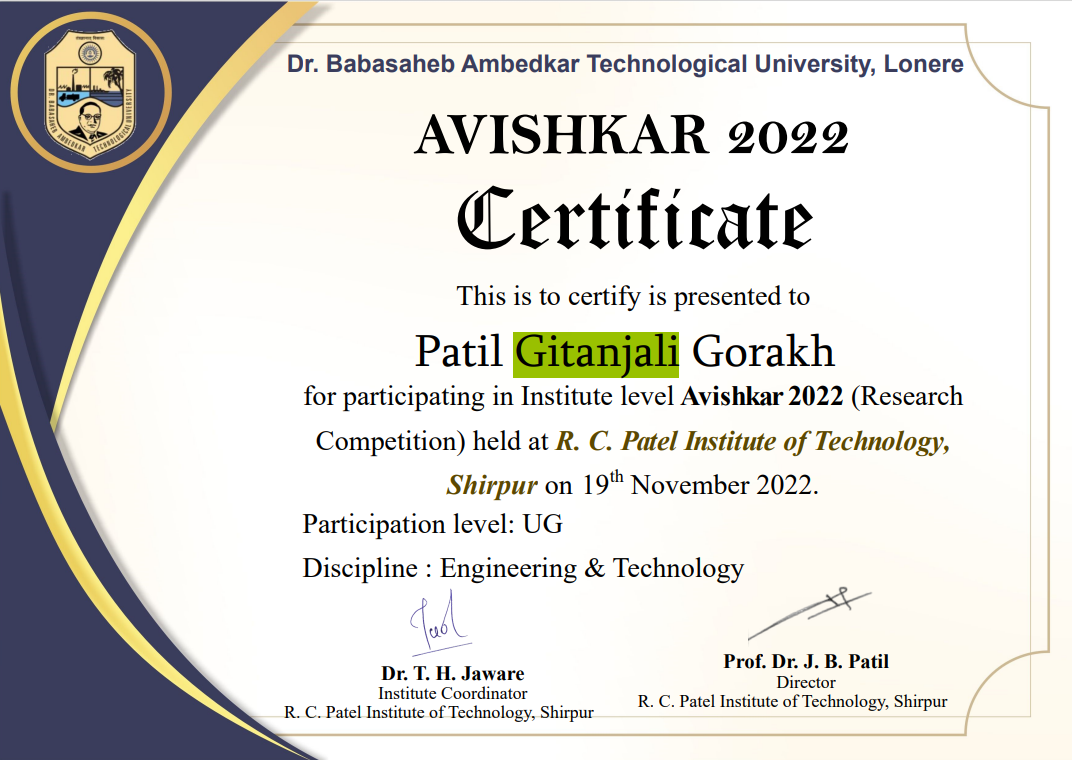 Dr. Babasaheb Ambedkar Technological University, Lonere
DR. BABASAHEB AMBEDKAR TECHNOLOGICAL UNIVERSITY
AVISHKAR 2022
Certificate
This is to certify is presented to
Patil Gitanjali Gorakh
for participating in Institute level Avishkar 2022 (Research
Competition) held at R. C. Patel Institute of Technology,
Shirpur on 19th November 2022.
Participation level: UG
Discipline : Engineering & Technology
Dr. T. H. Jaware
Institute Coordinator
R. C. Patel Institute of Technology, Shirpur
Prof. Dr. J. B. Patil
Director
R. C. Patel Institute of Technology, Shirpur